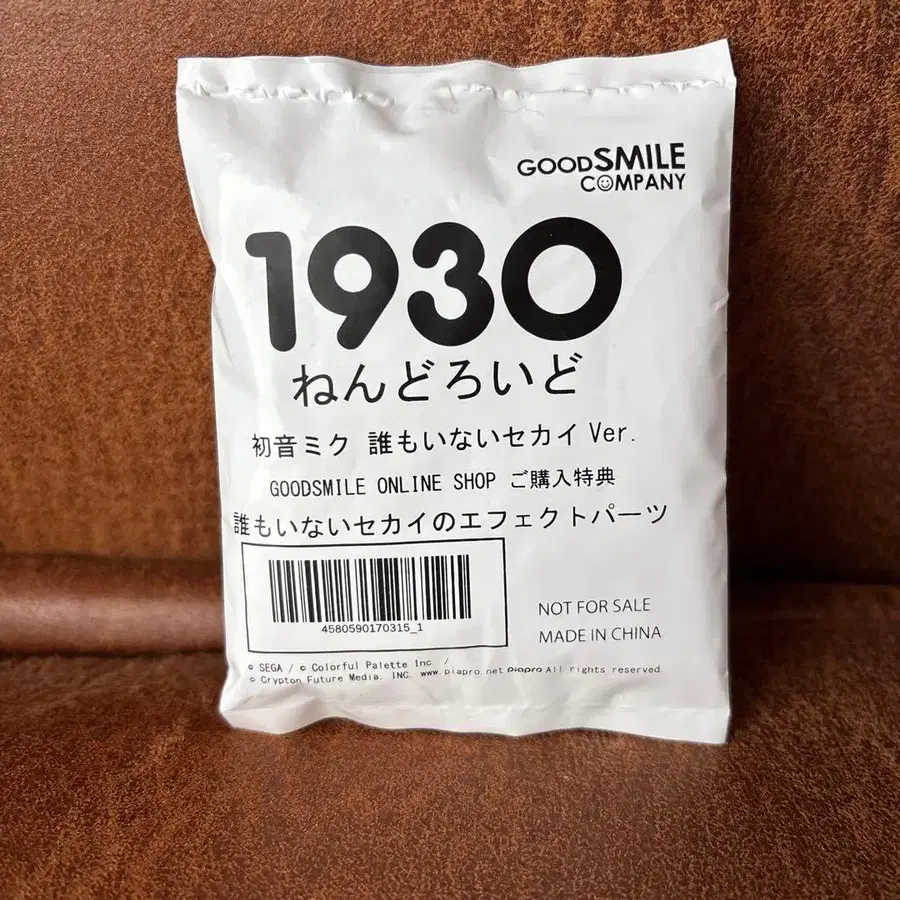 GOODSMILE
COMPANY
1930
ねんどろいど
初音ミク 誰もいないセカイ Ver.
GOODSMILE ONLINE SHOP ご購入特典
誰もいないセカイのエフェクトパーツ
4580590170315_1
NOT FOR SALE
MADE IN CHINA
© SEGA / © Colorful Palette Inc. /
© Crypton Future Media, INC. www.piapro.net piapro All rights reserved.